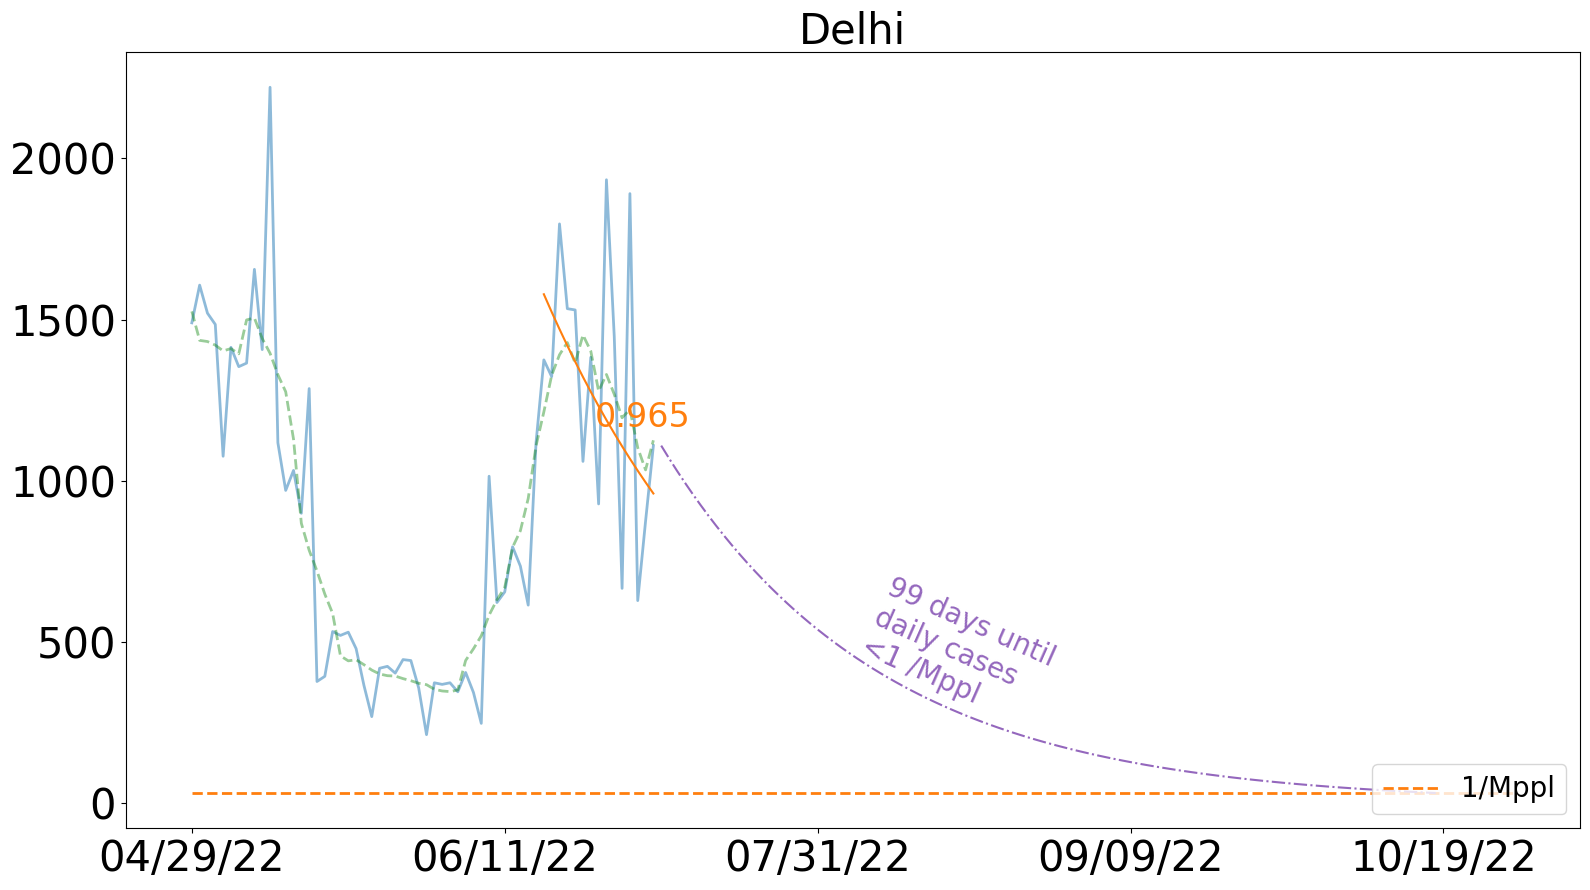 Delhi
2000
1500
1000
500
0
0.965
99 days until
daily cases
<1 /Mppl
1/Mppl
04/29/22
06/11/22
07/31/22
09/09/22
10/19/22